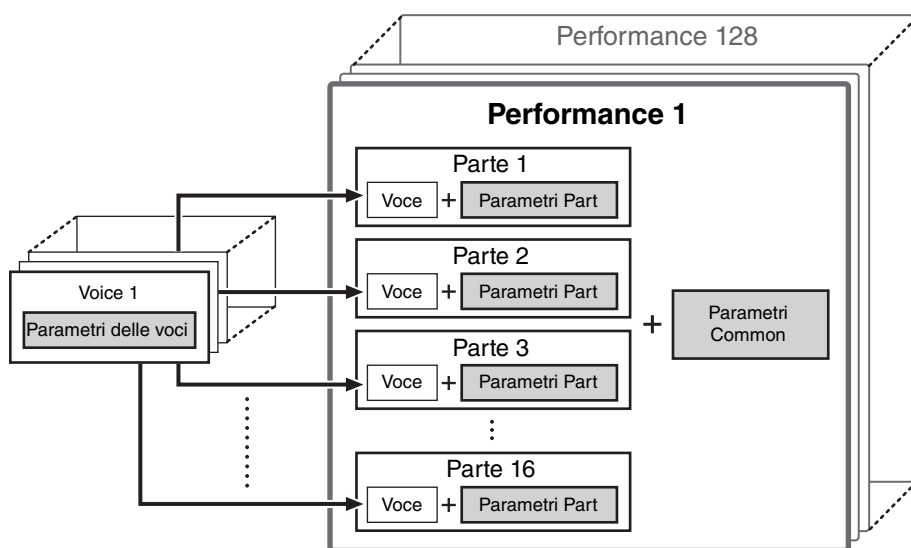 Performance 128
Performance 1
Parte 1
Voce + Parametri Part
Parte 2
Voce + Parametri Part
Voice 1
Parametri delle voci
Parte 3
Voce + Parametri Part
+
Parametri
Common
Parte 16
Voce + Parametri Part